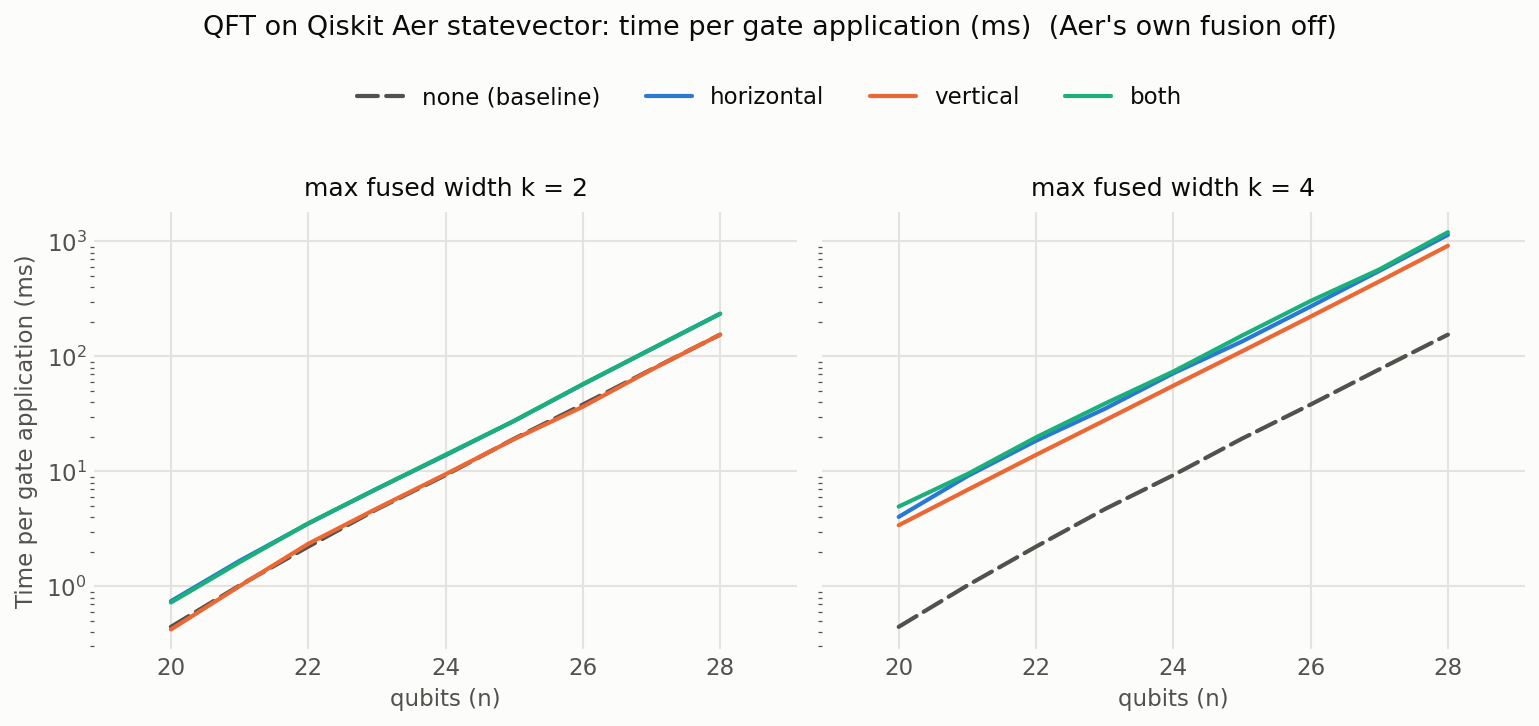 QFT on Qiskit Aer statevector: time per gate application (ms)  (Aer's own fusion off)
none (baseline)
horizontal
vertical
both
max fused width k = 2
max fused width k = 4
Time per gate application (ms)
10³
10²
10¹
10⁰
20
22
24
26
28
qubits (n)
20
22
24
26
28
qubits (n)